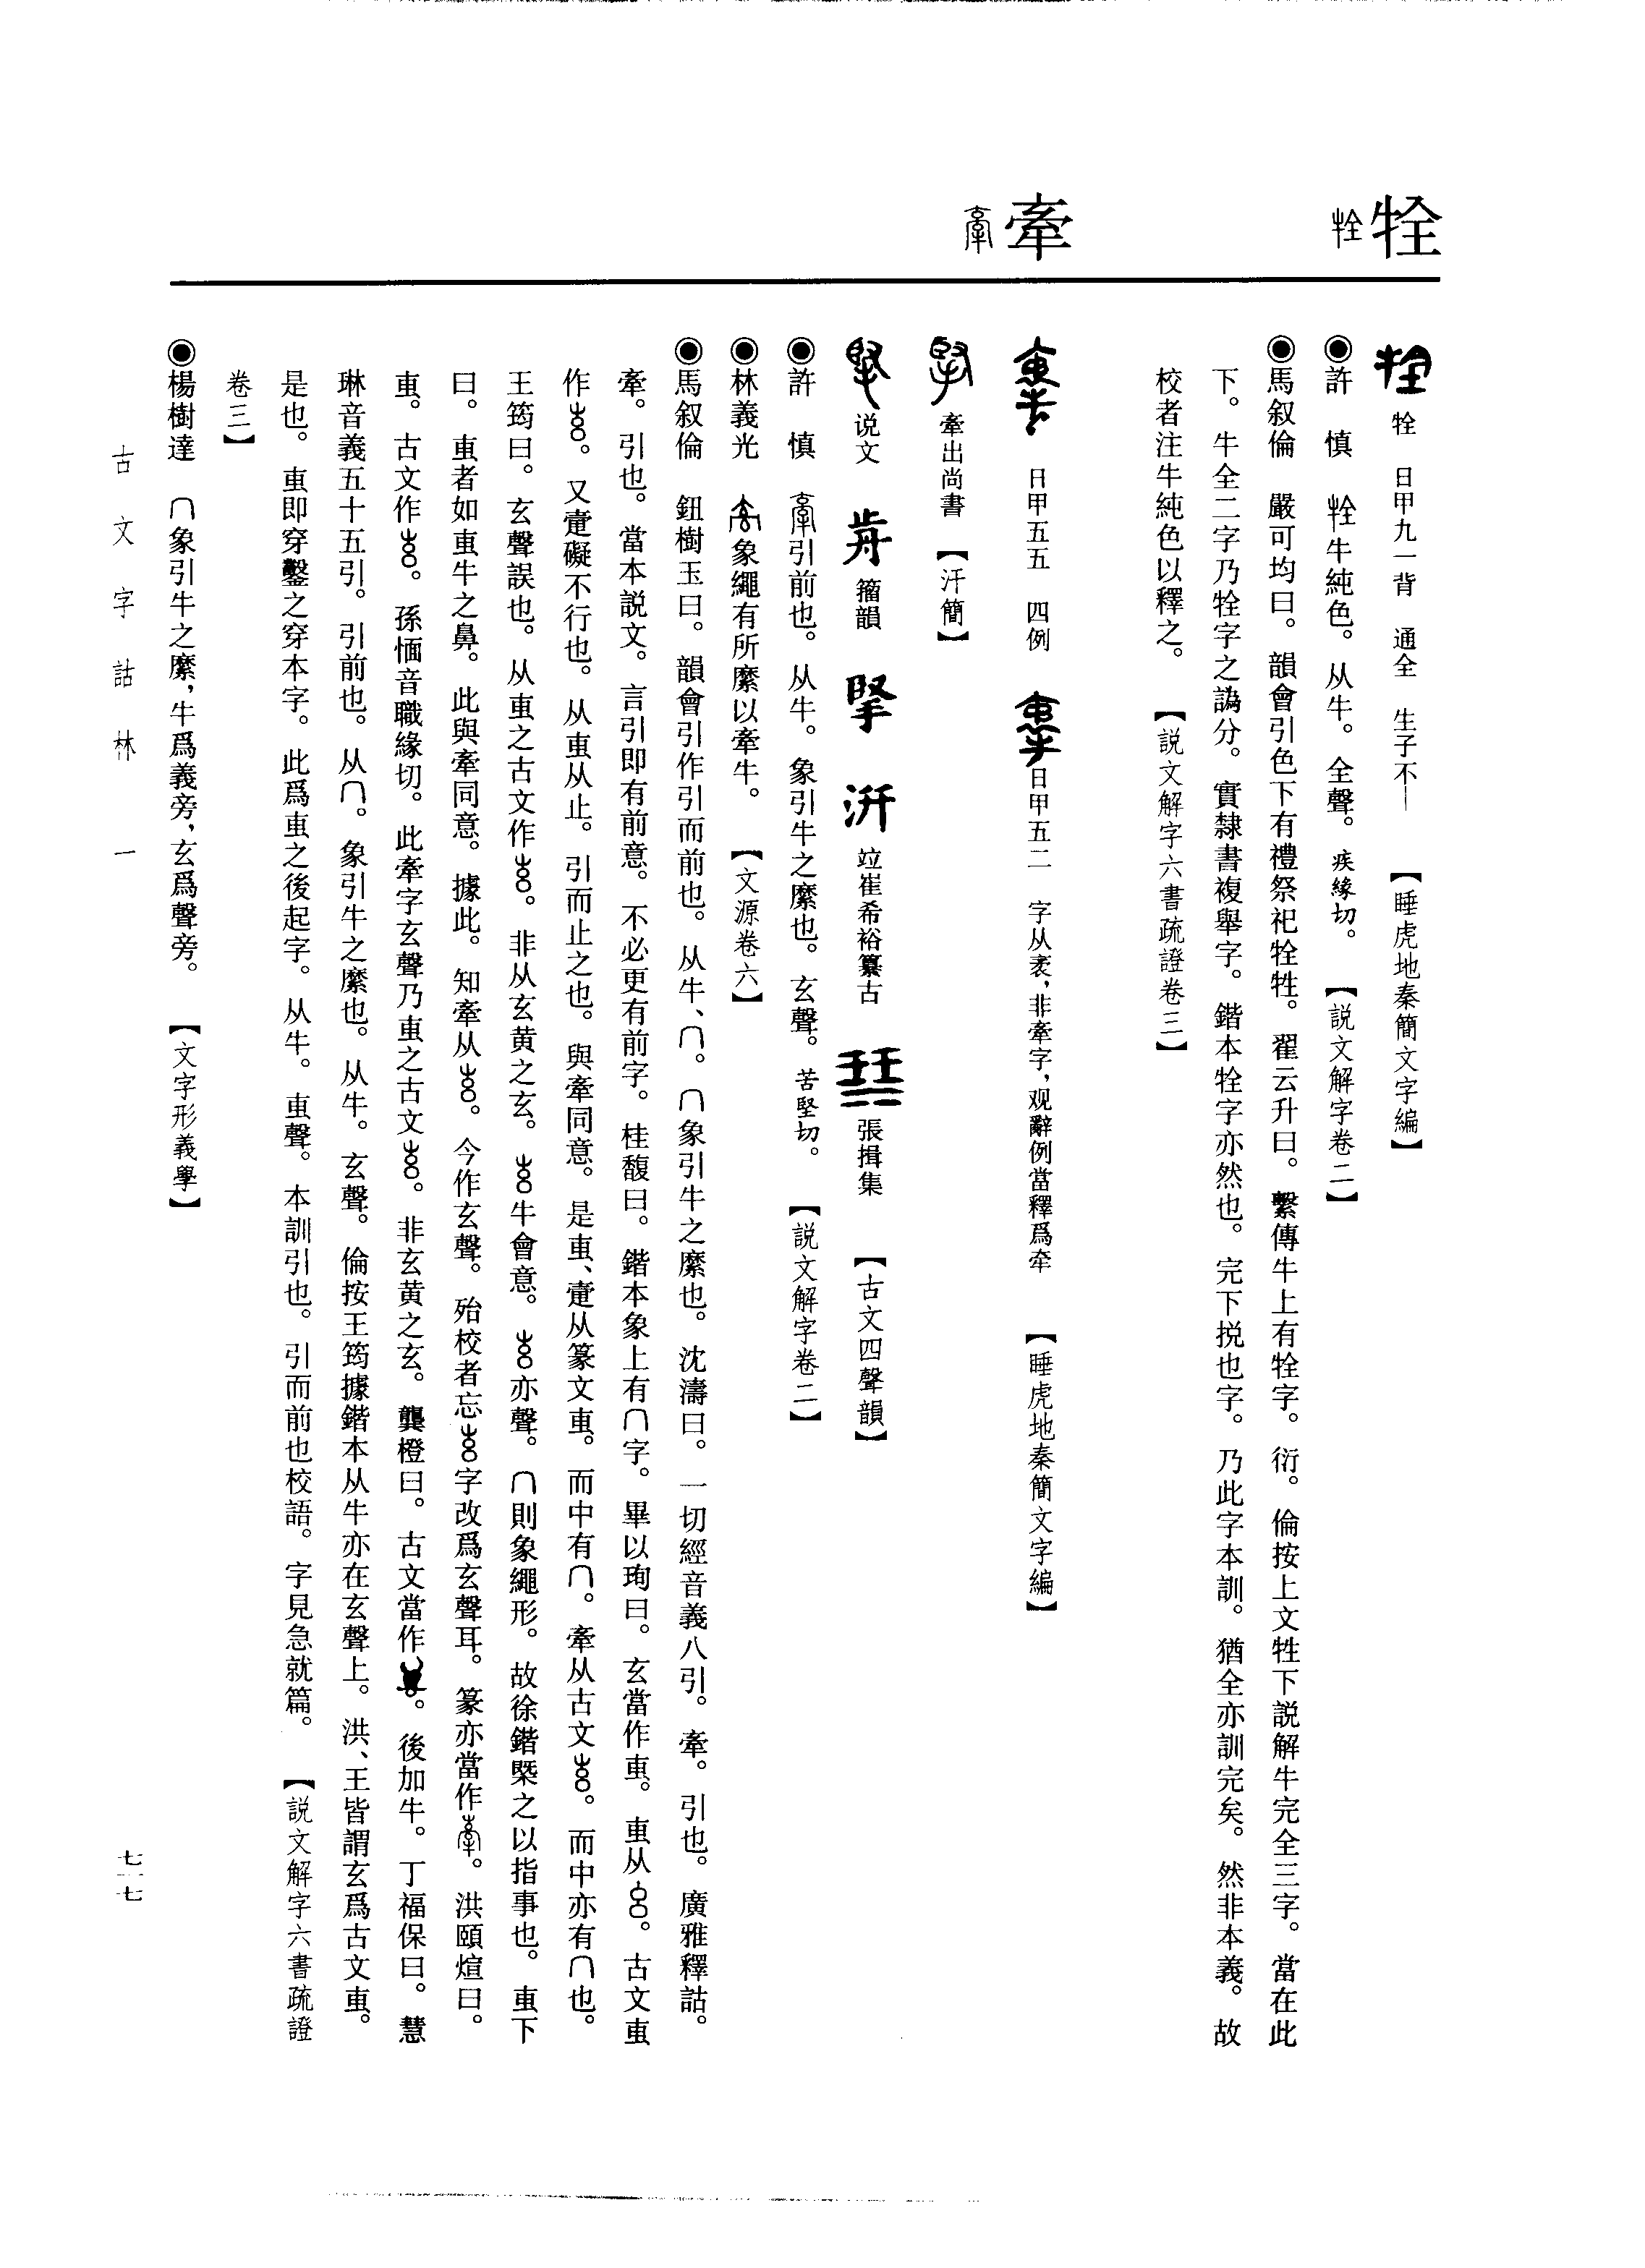 牷
牽
牷 日甲九一背 通全 生子不— 【睡虎地秦簡文字編】
◉許 慎 牷牛純色。从牛。全聲。疾緣切。【説文解字卷二】
◉馬叙倫 嚴可均曰。韻會引色下有禮祭祀牷牲。翟云升曰。繫傳牛上有牷字。衍。倫按上文牲下説解牛完全三字。當在此
下。牛全二字乃牷字之譌分。實隸書複舉字。鍇本牷字亦然也。完下捝也字。乃此字本訓。猶全亦訓完矣。然非本義。故
校者注牛純色以釋之。【説文解字六書疏證卷三】
日甲五五 四例 日甲五二 字从袤，非牽字，观辭例當釋爲牵 【睡虎地秦簡文字編】
牽出尚書 【汗簡】
说文 籀韻 竝崔希裕纂古 張揖集 【古文四聲韻】
◉許 慎 引前也。从牛。象引牛之縻也。玄聲。苦堅切。【説文解字卷二】
◉林義光 象繩有所縻以牽牛。【文源卷六】
◉馬叙倫 鈕樹玉曰。韻會引作引而前也。从牛、冂。冂象引牛之縻也。沈濤曰。一切經音義八引。牽。引也。廣雅釋詁。
牽。引也。當本説文。言引即有前意。不必更有前字。桂馥曰。鍇本象上有冂字。畢以珣曰。玄當作叀。叀从。古文叀
作。又疐礙不行也。从叀从止。引而止之也。與牽同意。是叀、疐从篆文叀。而中有冂。牽从古文。而中亦有冂也。
王筠曰。玄聲誤也。从叀之古文作。非从玄黄之玄。牛會意。亦聲。冂則象繩形。故徐鍇槩之以指事也。叀下
曰。叀者如叀牛之鼻。此與牽同意。據此。知牽从。今作玄聲。殆校者忘字改爲玄聲耳。篆亦當作。洪頤煊曰。
叀。古文作。孫愐音職緣切。此牽字玄聲乃叀之古文。非玄黄之玄。龔橙曰。古文當作。後加牛。丁福保曰。慧
琳音義五十五引。引前也。从冂。象引牛之縻也。从牛。玄聲。倫按王筠據鍇本从牛亦在玄聲上。洪、王皆謂玄爲古文叀。
是也。叀即穿鑿之穿本字。此爲叀之後起字。从牛。叀聲。本訓引也。引而前也校語。字見急就篇。【説文解字六書疏證
卷三】
◉楊樹達 冂象引牛之縻，牛爲義旁，玄爲聲旁。【文字形義學】
古文字詁林 一
七一七